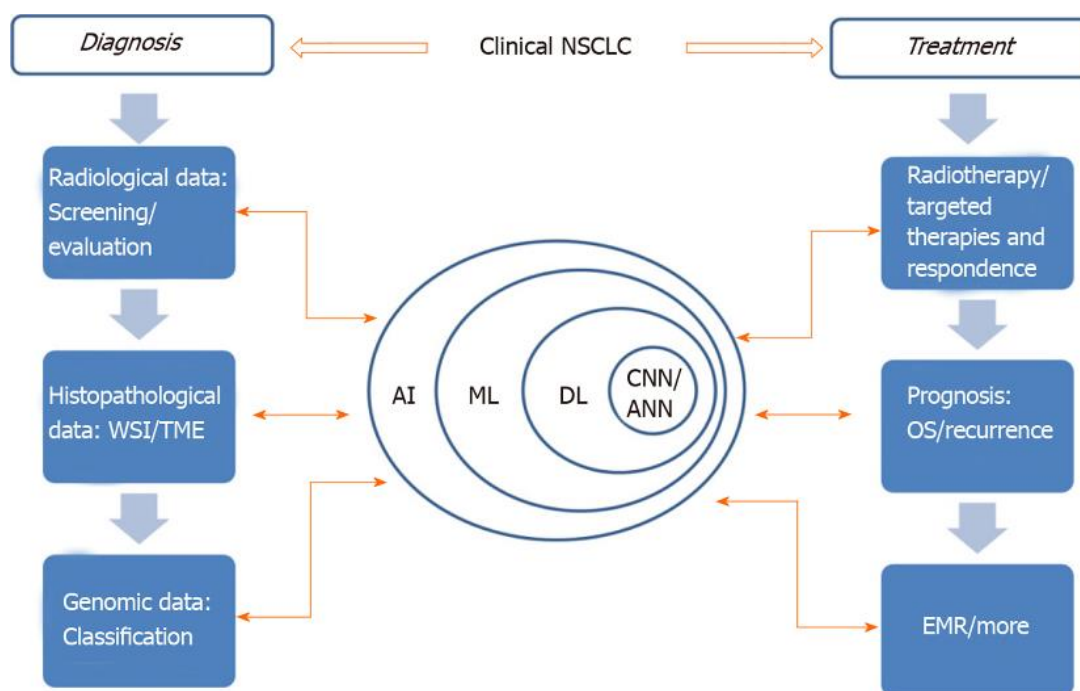 Diagnosis
Clinical NSCLC
Treatment
Radiological data:
Screening/
evaluation
Histopathological
data: WSI/TME
Genomic data:
Classification
AI
ML
DL
CNN/
ANN
Radiotherapy/
targeted
therapies and
respondence
Prognosis:
OS/recurrence
EMR/more